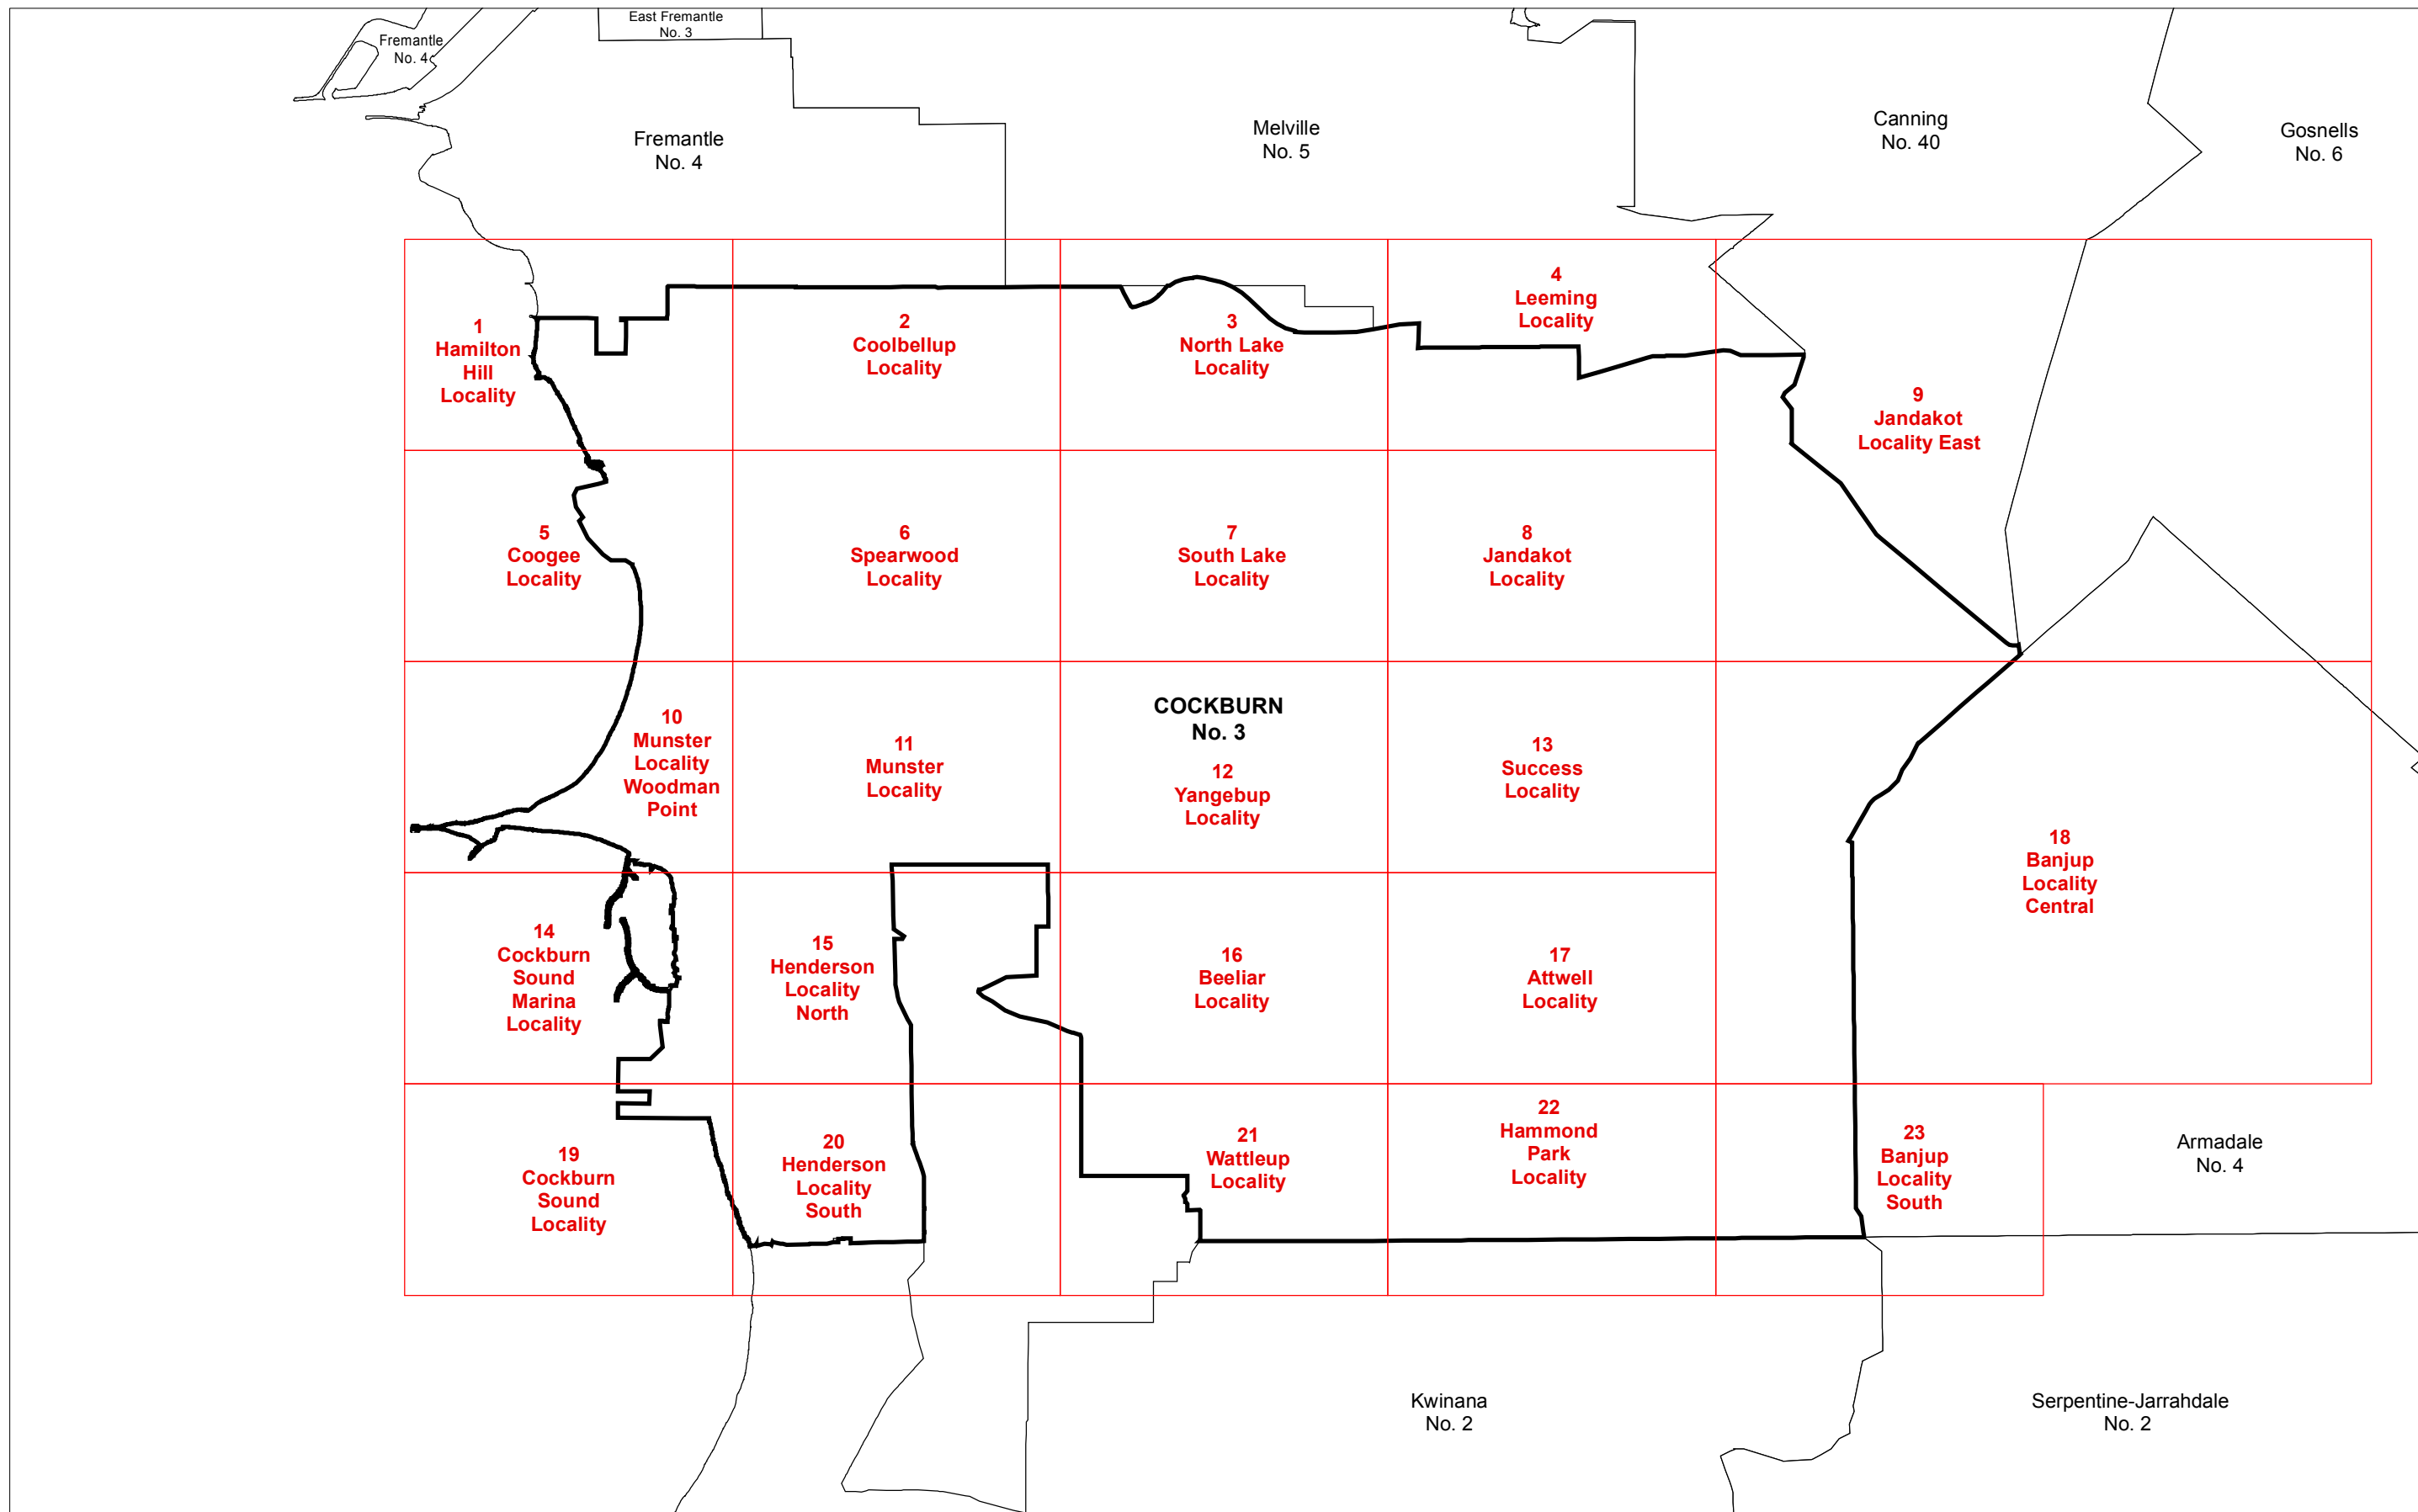 East Fremantle
No. 3
Fremantle
No. 4
Fremantle
No. 4
Melville
No. 5
Canning
No. 40
Gosnells
No. 6
1
Hamilton
Hill
Locality
2
Coolbellup
Locality
3
North Lake
Locality
4
Leeming
Locality
9
Jandakot
Locality East
5
Coogee
Locality
6
Spearwood
Locality
7
South Lake
Locality
8
Jandakot
Locality
10
Munster
Locality
Woodman
Point
11
Munster
Locality
COCKBURN
No. 3
12
Yangebup
Locality
13
Success
Locality
18
Banjup
Locality
Central
14
Cockburn
Sound
Marina
Locality
15
Henderson
Locality
North
16
Beeliar
Locality
17
Attwell
Locality
19
Cockburn
Sound
Locality
20
Henderson
Locality
South
21
Wattleup
Locality
22
Hammond
Park
Locality
23
Banjup
Locality
South
Armadale
No. 4
Kwinana
No. 2
Serpentine-Jarrahdale
No. 2